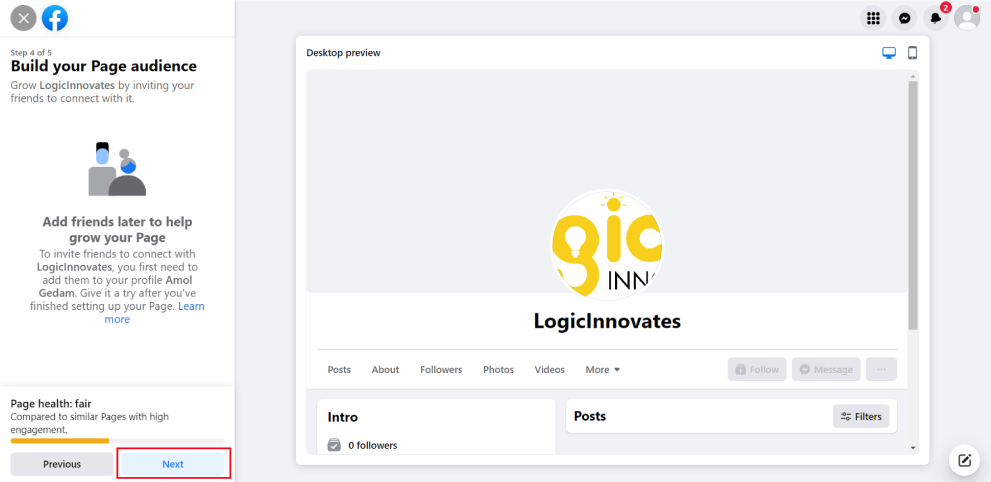 Step 4 of 5
Build your Page audience
Grow LogicInnovates by inviting your
friends to connect with it.
Add friends later to help
grow your Page
To invite friends to connect with
LogicInnovates, you first need to
add them to your profile Amol
Gedam. Give it a try after you've
finished setting up your Page. Learn
more
Page health: fair
Compared to similar Pages with high
engagement.
Previous
Next
2
Desktop preview
gic
INN
LogicInnovates
Posts
About
Followers
Photos
Videos
More
Follow
Message
...
Intro
0 followers
Posts
Filters